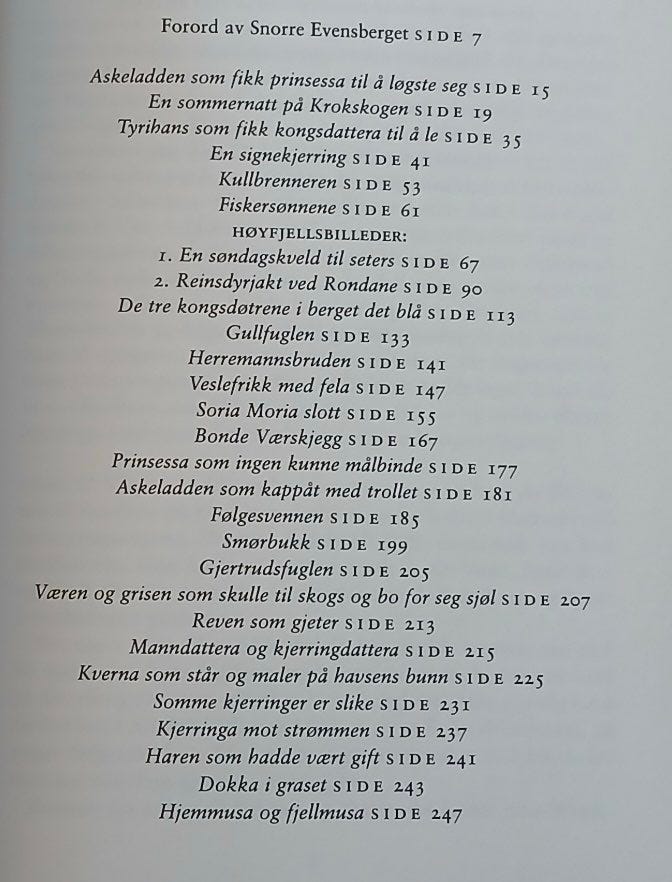 Forord av Snorre Evensberget SIDE 7
Askeladden som fikk prinsessa til å løgste seg SIDE 15
En sommernatt på Krokskogen SIDE 19
Tyrihans som fikk kongsdattera til å le SIDE 35
En signekjerring SIDE 41
Kullbrenneren SIDE 53
Fiskersønnene SIDE 61
HØYFJELLSBILLEDER:
1. En søndagskveld til seters SIDE 67
2. Reinsdyrjakt ved Rondane SIDE 90
De tre kongsdøtrene i berget det blå SIDE 113
Gullfuglen SIDE 133
Herremannsbruden SIDE 141
Veslefrikk med fela SIDE 147
Soria Moria slott SIDE 155
Bonde Værskjegg SIDE 167
Prinsessa som ingen kunne målbinde SIDE 177
Askeladden som kappåt med trollet SIDE 181
Følgesvennen SIDE 185
Smørbukk SIDE 199
Gjertrudsfuglen SIDE 205
Væren og grisen som skulle til skogs og bo for seg sjøl SIDE 207
Reven som gjeter SIDE 213
Manndattera og kjerringdattera SIDE 215
Kverna som står og maler på havsens bunn SIDE 225
Somme kjerringer er slike SIDE 231
Kjerringa mot strømmen SIDE 237
Haren som hadde vært gift SIDE 241
Dokka i graset SIDE 243
Hjemmusa og fjellmusa SIDE 247